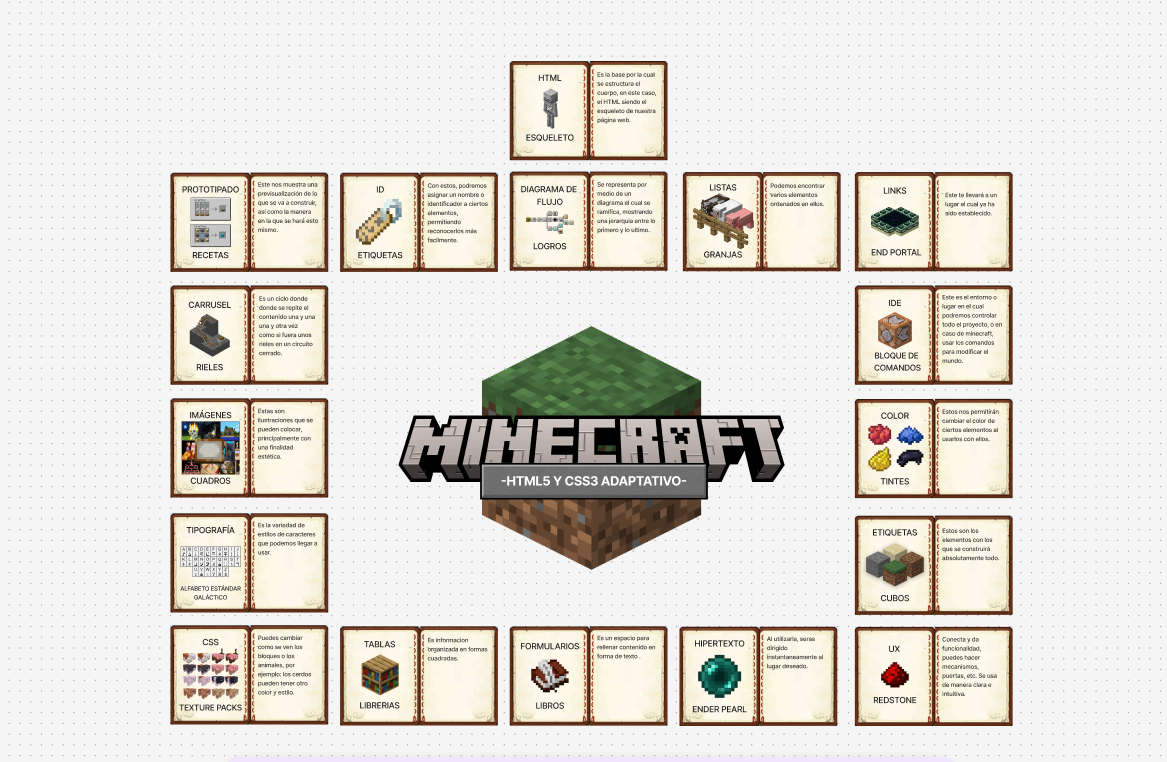 HTML
ESQUELETO
Es la base por la cual
se estructura el
cuerpo, en este caso,
el HTML siendo el
esqueleto de nuestra
página web.
PROTOTIPADO
RECETAS
Este nos muestra una
previsualización de lo
que se va a construir,
así como la manera
en la que se hará esto
mismo.
ID
ETIQUETAS
Con estos, podremos
asignar un nombre o
identificador a ciertos
elementos,
permitiendo
reconocerlos más
facilmente.
DIAGRAMA DE
FLUJO
LOGROS
Se representa por
medio de un
diagrama el cual se
ramifica, mostrando
una jerarquía entre lo
primero y lo ultimo.
LISTAS
GRANJAS
Podemos encontrar
varios elementos
ordenados en ellos.
LINKS
END PORTAL
Este te llevará a un
lugar el cual ya ha
sido establecido.
CARRUSEL
RIELES
Es un ciclo donde
donde se repite el
contenido una y una
una y otra vez
como si fuera unos
rieles en un circuito
cerrado.
IDE
BLOQUE DE
COMANDOS
Este es el entorno o
lugar en el cual
podremos controlar
todo el proyecto, o en
caso de minecraft,
usar los comandos
para modificar el
mundo.
IMÁGENES
CUADROS
Estas son
ilustraciones que se
pueden colocar,
principalmente con
una finalidad
estética.
MINECRAFT
-HTML5 Y CSS3 ADAPTATIVO-
COLOR
TINTES
Estos nos permitirán
cambiar el color de
ciertos elementos al
usarlos con ellos.
TIPOGRAFÍA
ALFABETO ESTÁNDAR
GALÁCTICO
Es la variedad de
estilos de caracteres
que podemos llegar a
usar.
ETIQUETAS
CUBOS
Estos son los
elementos con los
que se construirá
absolutamente todo.
CSS
TEXTURE PACKS
Puedes cambiar
como se ven los
bloques o los
animales, por
ejemplo: los cerdos
pueden tener otro
color y estilo.
TABLAS
LIBRERIAS
Es informacion
organizada en formas
cuadradas.
FORMULARIOS
LIBROS
Es un espacio para
rellenar contenido en
forma de texto .
HIPERTEXTO
ENDER PEARL
Al utilizarla, seras
dirigido
instantaneamente al
lugar deseado.
UX
REDSTONE
Conecta y da
funcionalidad,
puedes hacer
mecanismos,
puertas, etc. Se usa
de manera clara e
intuitiva.